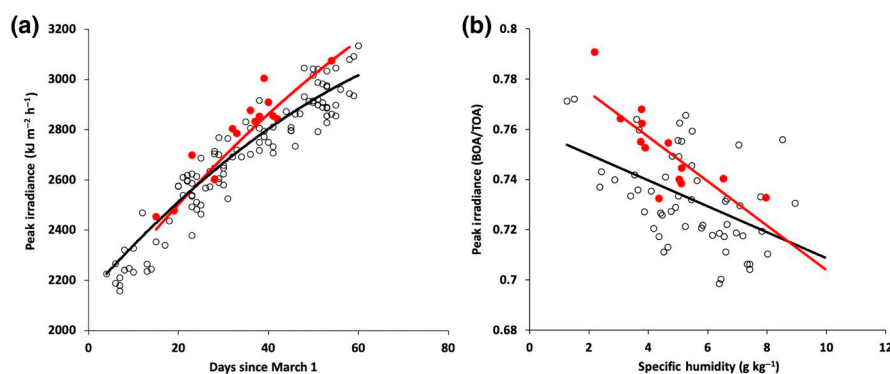 (a)
3200
3000
2800
2600
2400
2200
2000
Peak irradiance (kJ m⁻² h⁻¹)
0 20 40 60 80
Days since March 1
(b)
0.8
0.78
0.76
0.74
0.72
0.7
0.68
Peak irradiance (BOA/TOA)
0 2 4 6 8 10 12
Specific humidity (g kg⁻¹)